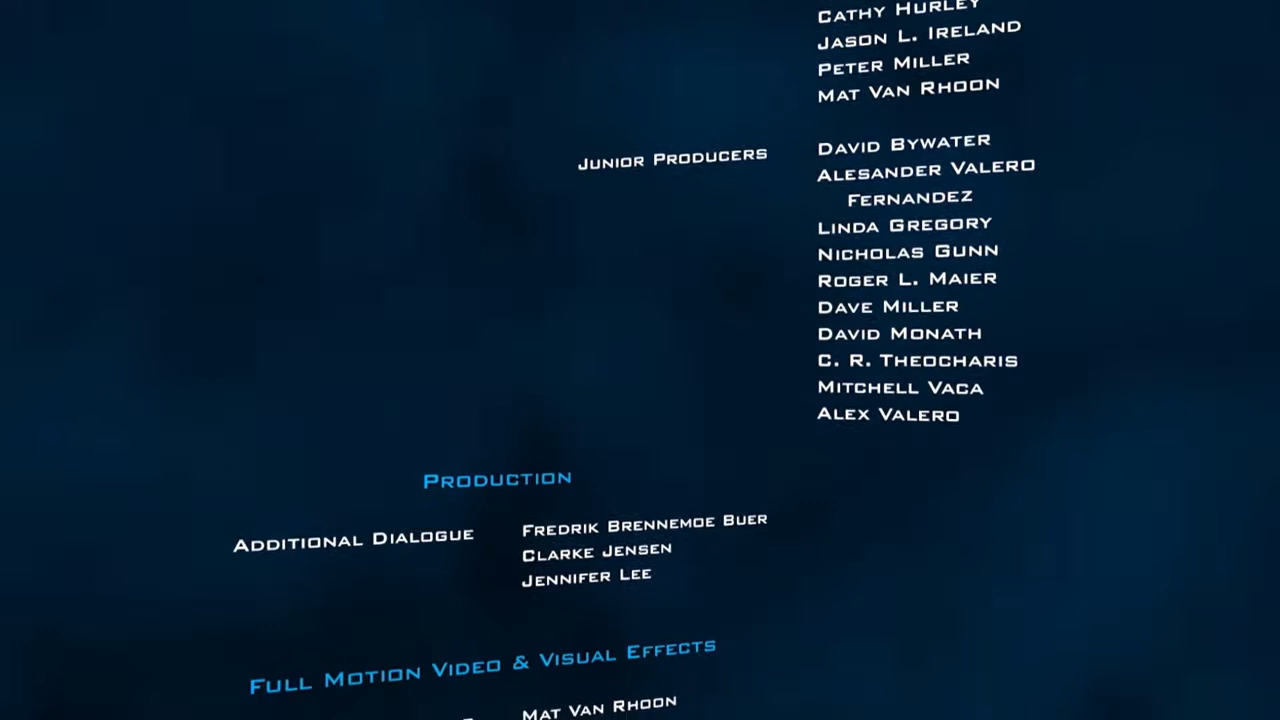 Cathy Hurley
Jason L. Ireland
Peter Miller
Mat Van Rhoon
Junior Producers
David Bywater
Alesander Valero
Fernandez
Linda Gregory
Nicholas Gunn
Roger L. Maier
Dave Miller
David Monath
C. R. Theocharis
Mitchell Vaca
Alex Valero
Production
Additional Dialogue
Fredrik Brennemoe Buer
Clarke Jensen
Jennifer Lee
Full Motion Video & Visual Effects
Mat Van Rhoon